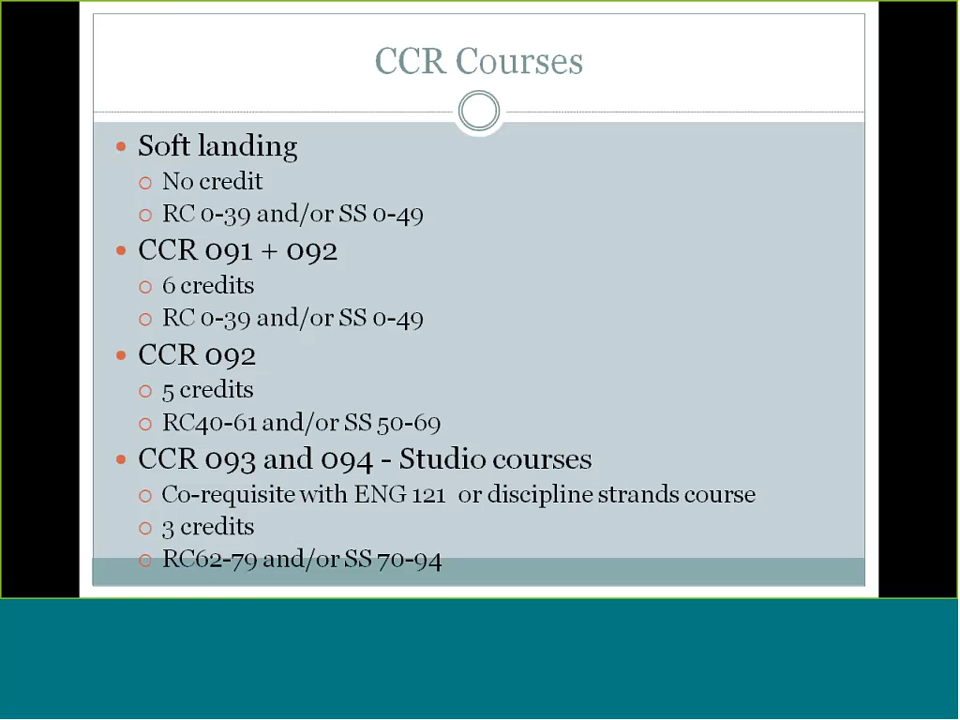 CCR Courses
Soft landing
No credit
RC 0-39 and/or SS 0-49
CCR 091 + 092
6 credits
RC 0-39 and/or SS 0-49
CCR 092
5 credits
RC40-61 and/or SS 50-69
CCR 093 and 094 - Studio courses
Co-requisite with ENG 121 or discipline strands course
3 credits
RC62-79 and/or SS 70-94